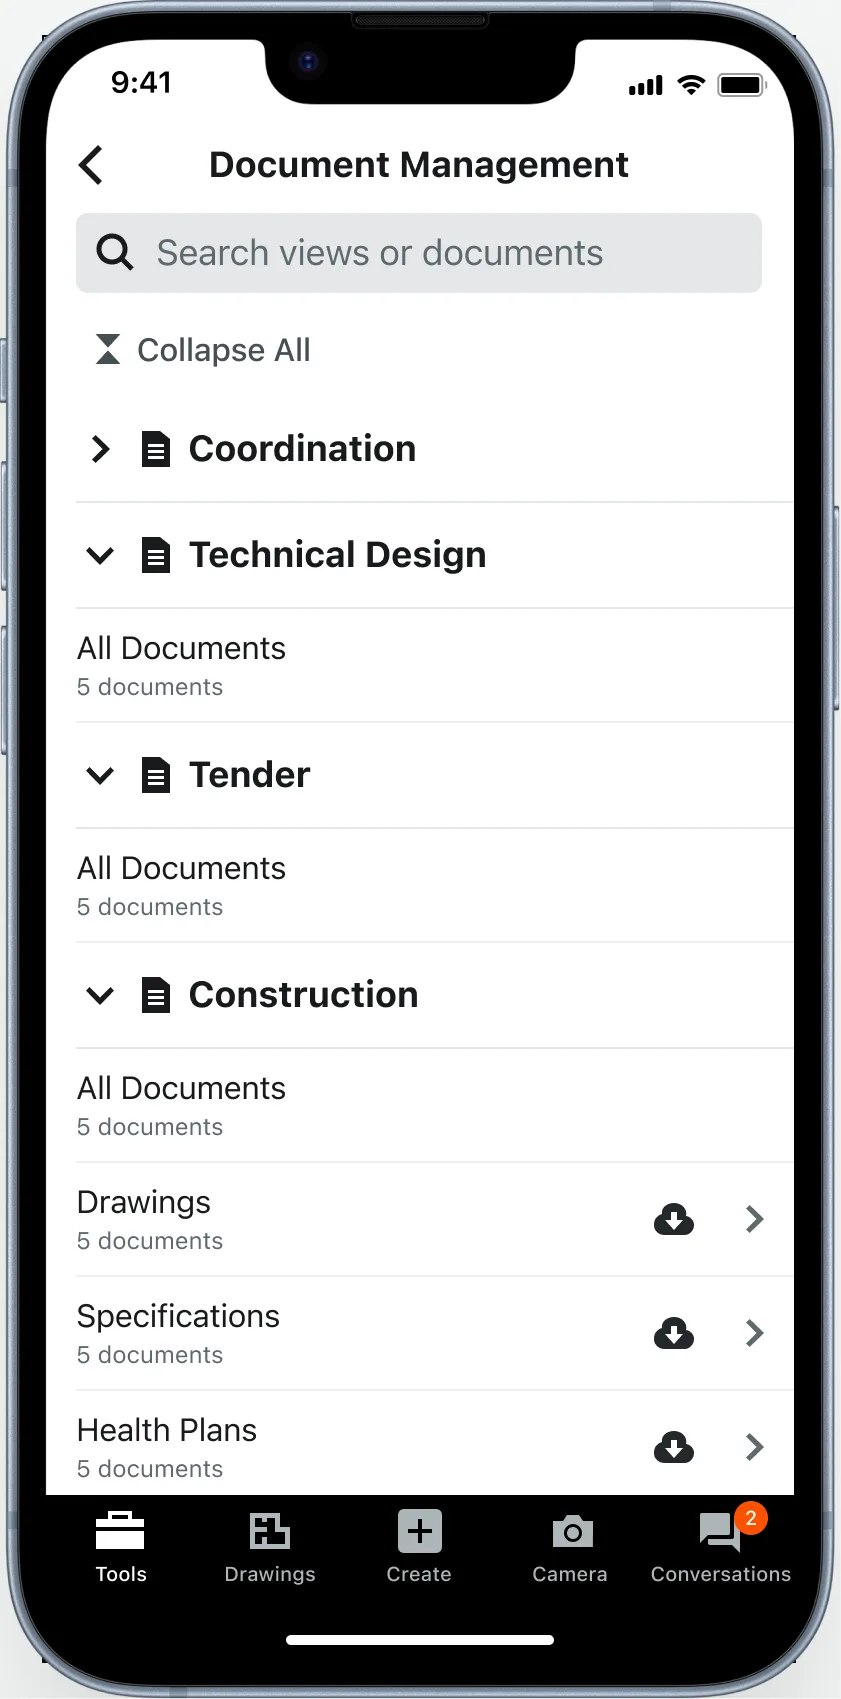 9:41
Document Management
Search views or documents
Collapse All
Coordination
Technical Design
All Documents
5 documents
Tender
All Documents
5 documents
Construction
All Documents
5 documents
Drawings
5 documents
Specifications
5 documents
Health Plans
5 documents
2
Tools Drawings Create Camera Conversations